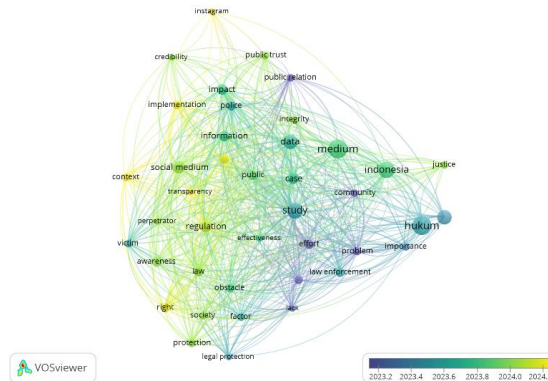 instagram
credibility
public trust
public relation
impact
implementation
police
integrity
information
data
medium
social medium
indonesia
justice
context
public
case
transparency
community
perpetrator
study
hukum
regulation
victim
effectiveness
effort
importance
awareness
problem
law
law enforcement
obstacle
lack
right
society
factor
protection
legal protection
VOSviewer
2023.2 2023.4 2023.6 2023.8 2024.0